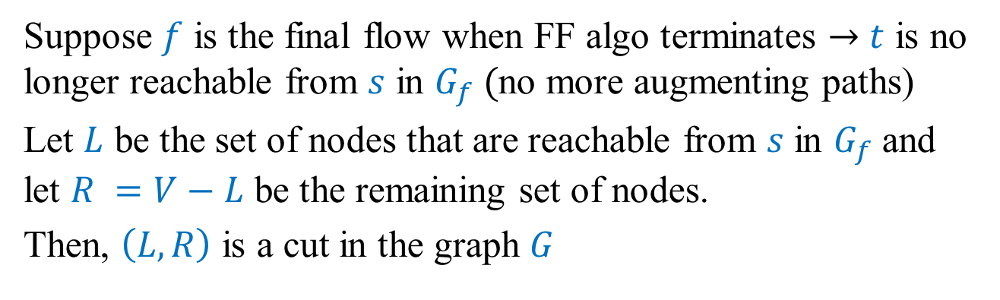 Suppose f is the final flow when FF algo terminates → t is no
longer reachable from s in G_f (no more augmenting paths)
Let L be the set of nodes that are reachable from s in G_f and
let R = V − L be the remaining set of nodes.
Then, (L, R) is a cut in the graph G